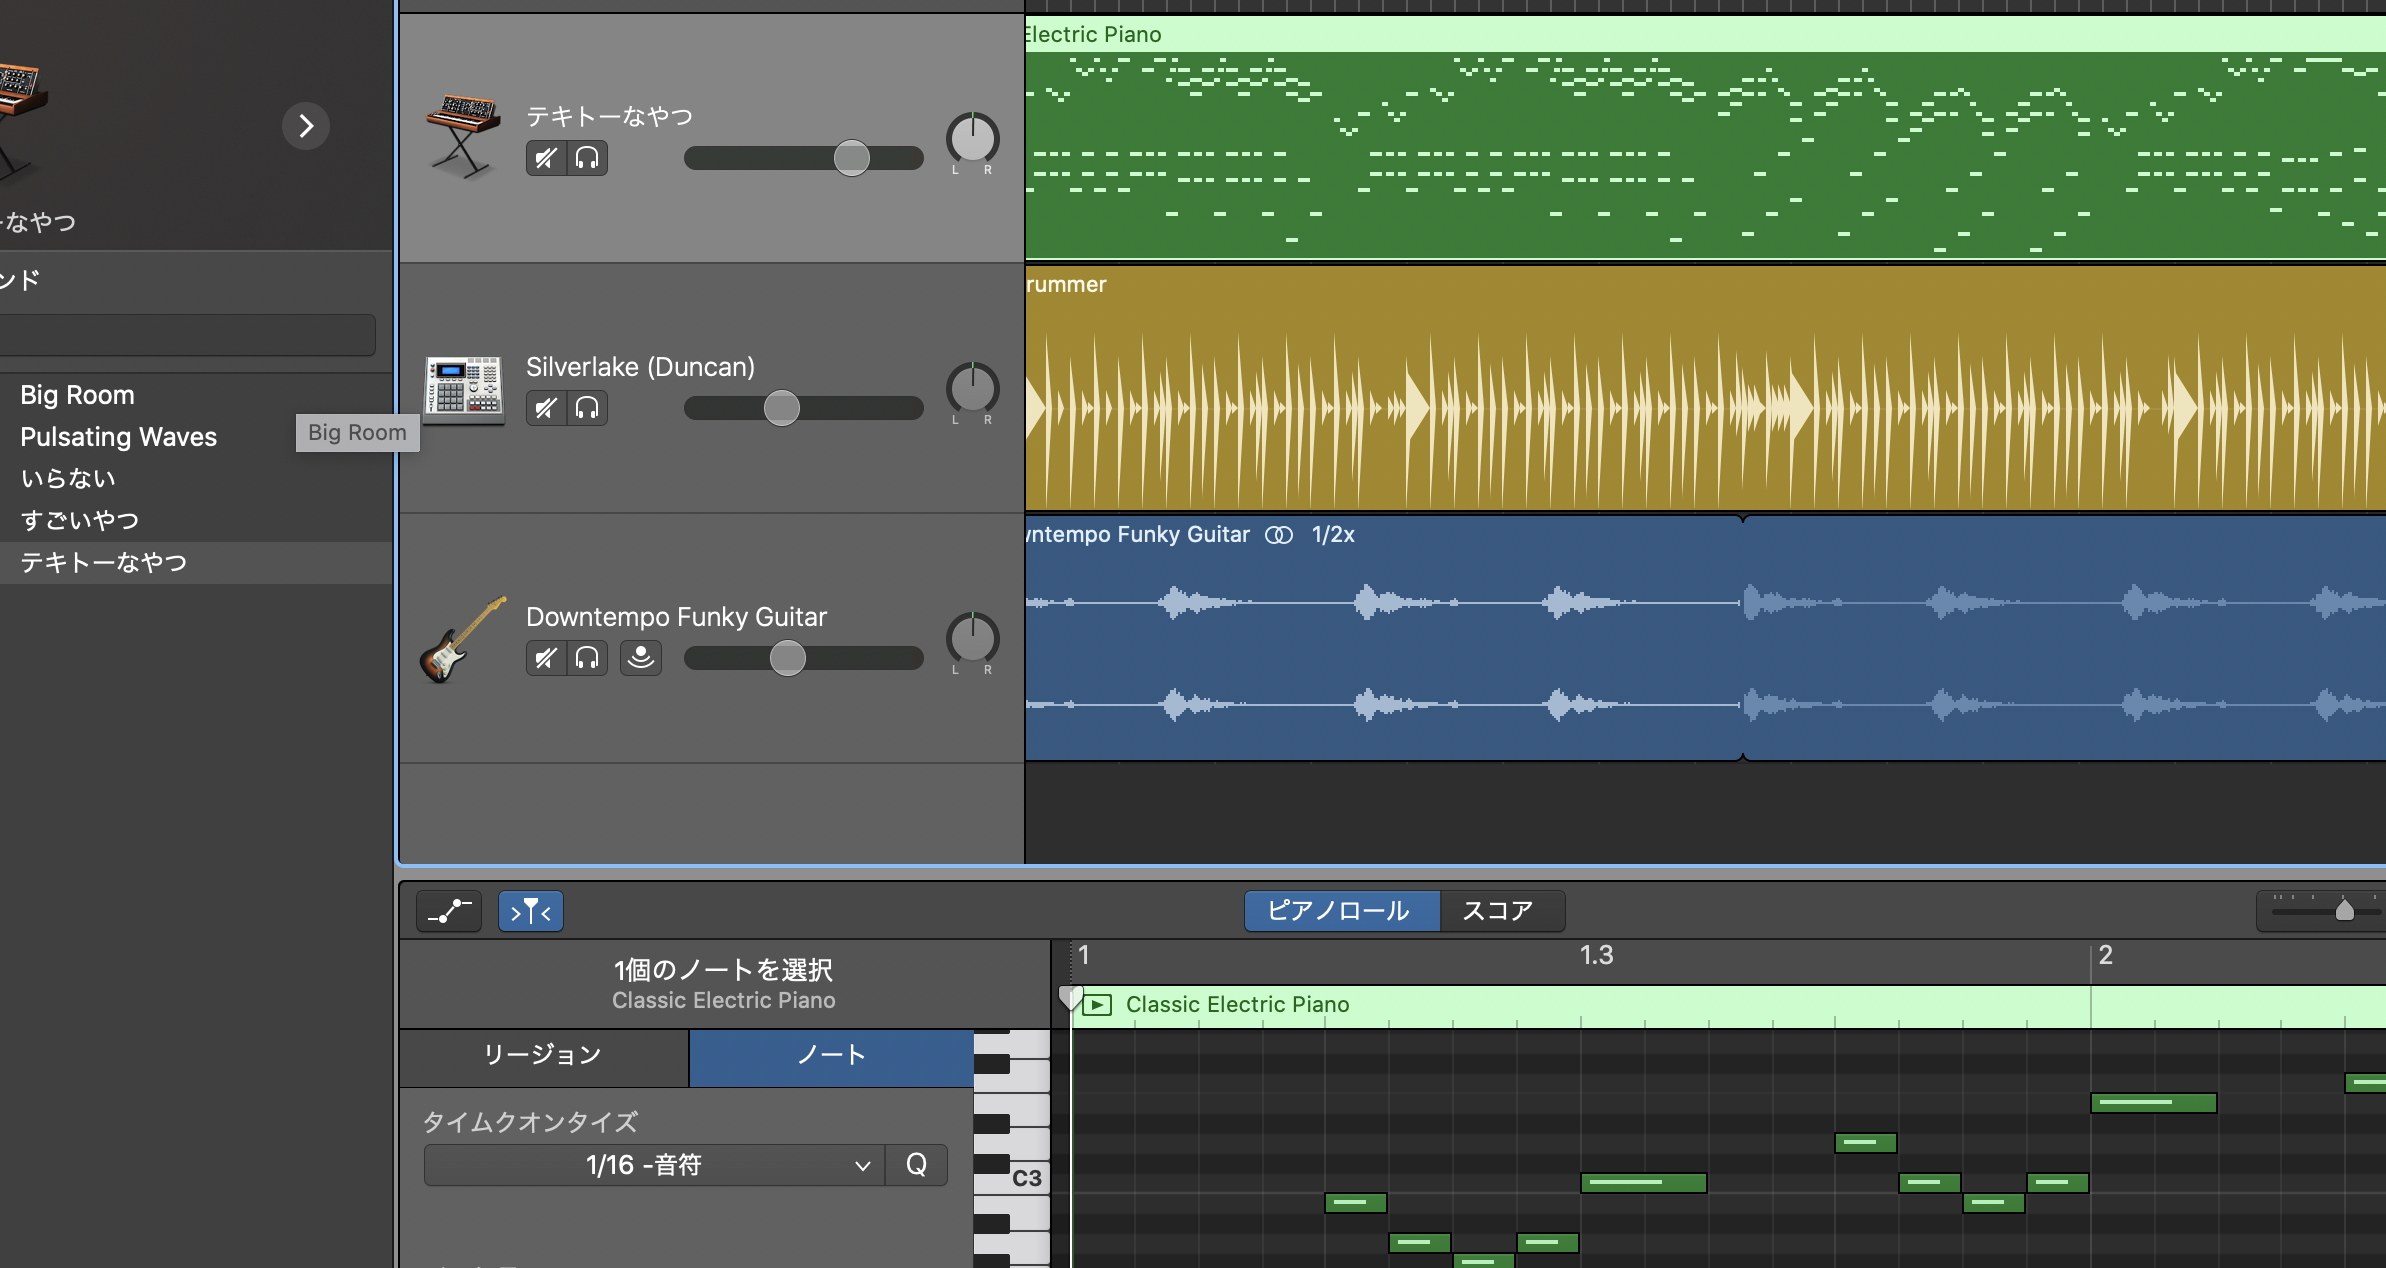 ーなやつ
ンド
Big Room
Pulsating Waves
いらない
すごいやつ
テキトーなやつ
Big Room
テキトーなやつ
L R
Silverlake (Duncan)
L R
Downtempo Funky Guitar
L R
Electric Piano
rummer
wntempo Funky Guitar 1/2x
ピアノロール スコア
1個のノートを選択
Classic Electric Piano
リージョン ノート
タイムクオンタイズ
1/16 -音符 Q
1 1.3 2
Classic Electric Piano
C3